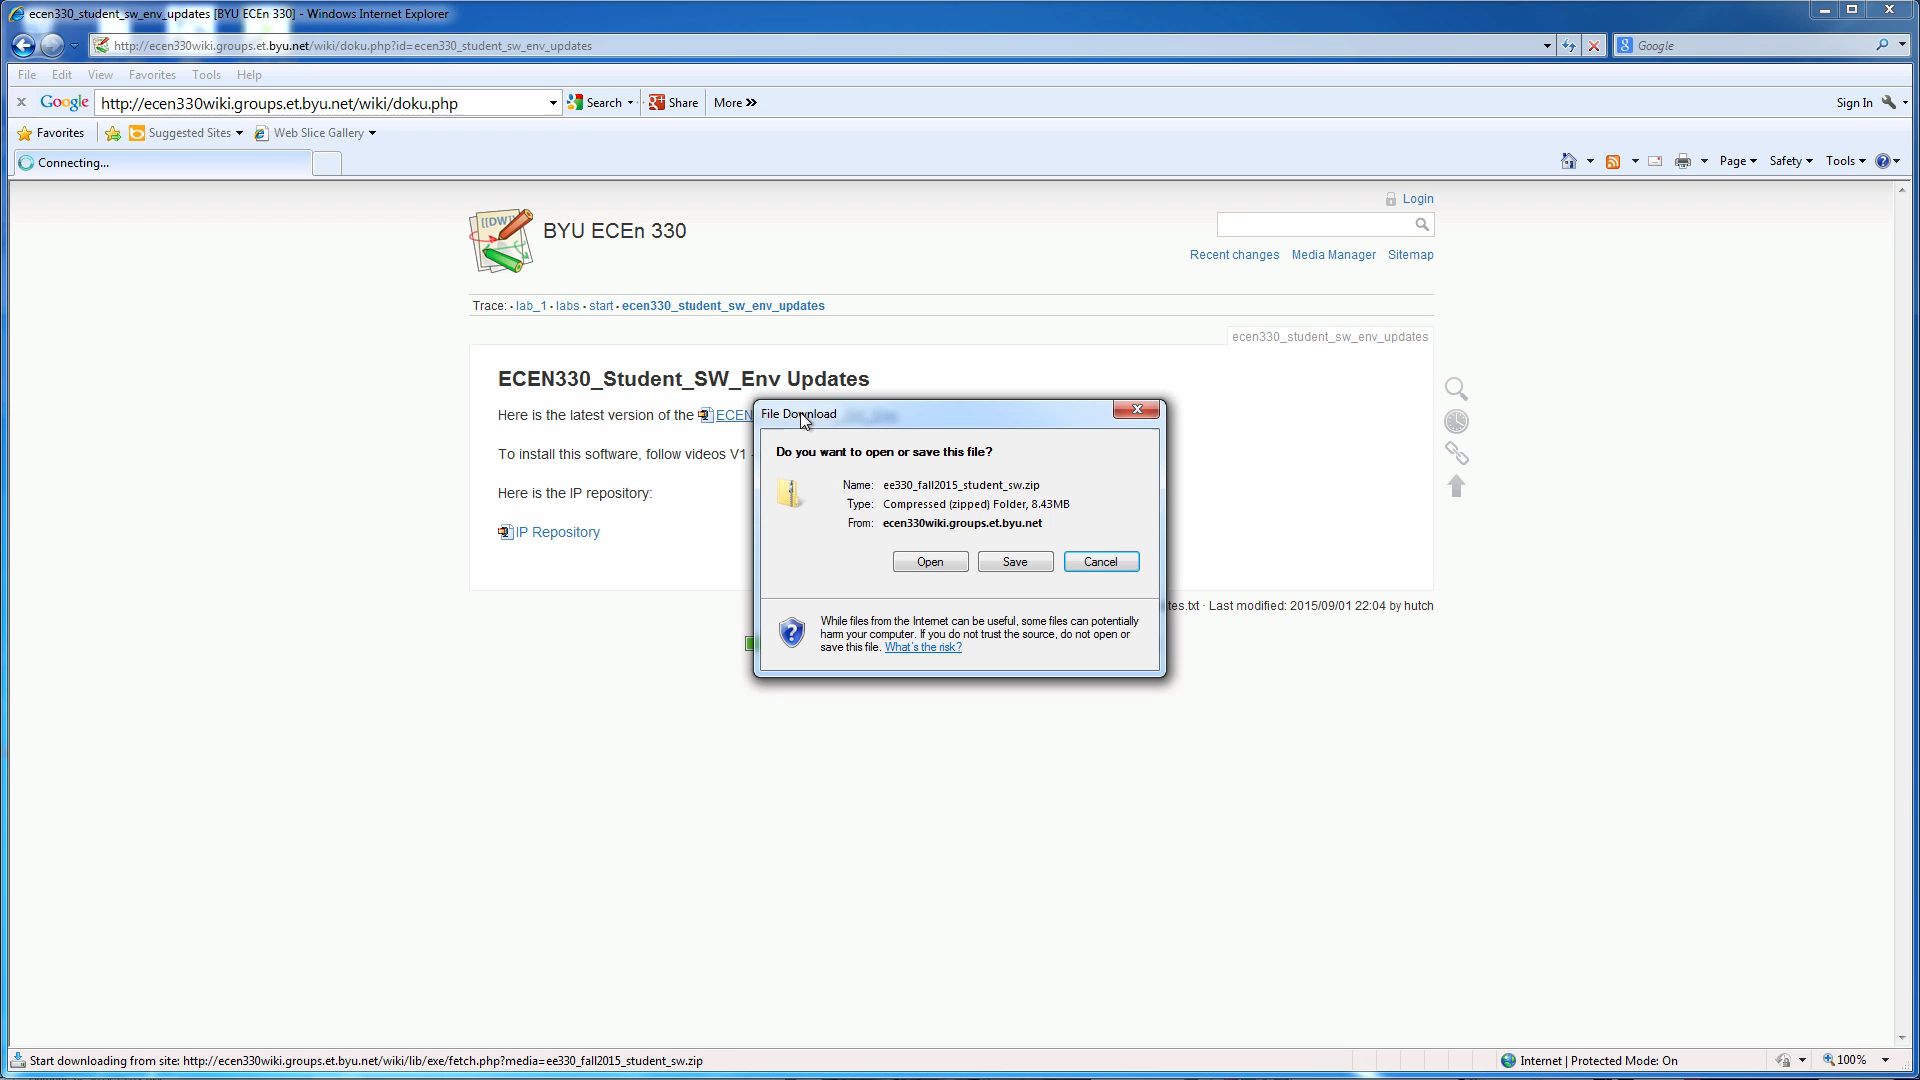 ecen330_student_sw_env_updates [BYU ECEn 330] - Windows Internet Explorer
http://ecen330wiki.groups.et.byu.net/wiki/doku.php?id=ecen330_student_sw_env_updates
Google
File Edit View Favorites Tools Help
Google http://ecen330wiki.groups.et.byu.net/wiki/doku.php Search Share More Sign In
Favorites Suggested Sites Web Slice Gallery
Connecting... Page Safety Tools
Login
[[DW]]
BYU ECEn 330
Recent changes Media Manager Sitemap
Trace: • lab_1 • labs • start • ecen330_student_sw_env_updates
ecen330_student_sw_env_updates
ECEN330_Student_SW_Env Updates
Here is the latest version of the ECEN
To install this software, follow videos V1
Here is the IP repository:
IP Repository
File Download
Do you want to open or save this file?
Name: ee330_fall2015_student_sw.zip
Type: Compressed (zipped) Folder, 8.43MB
From: ecen330wiki.groups.et.byu.net
Open Save Cancel
While files from the Internet can be useful, some files can potentially
harm your computer. If you do not trust the source, do not open or
save this file. What's the risk?
tes.txt · Last modified: 2015/09/01 22:04 by hutch
Start downloading from site: http://ecen330wiki.groups.et.byu.net/wiki/lib/exe/fetch.php?media=ee330_fall2015_student_sw.zip
Internet | Protected Mode: On
100%